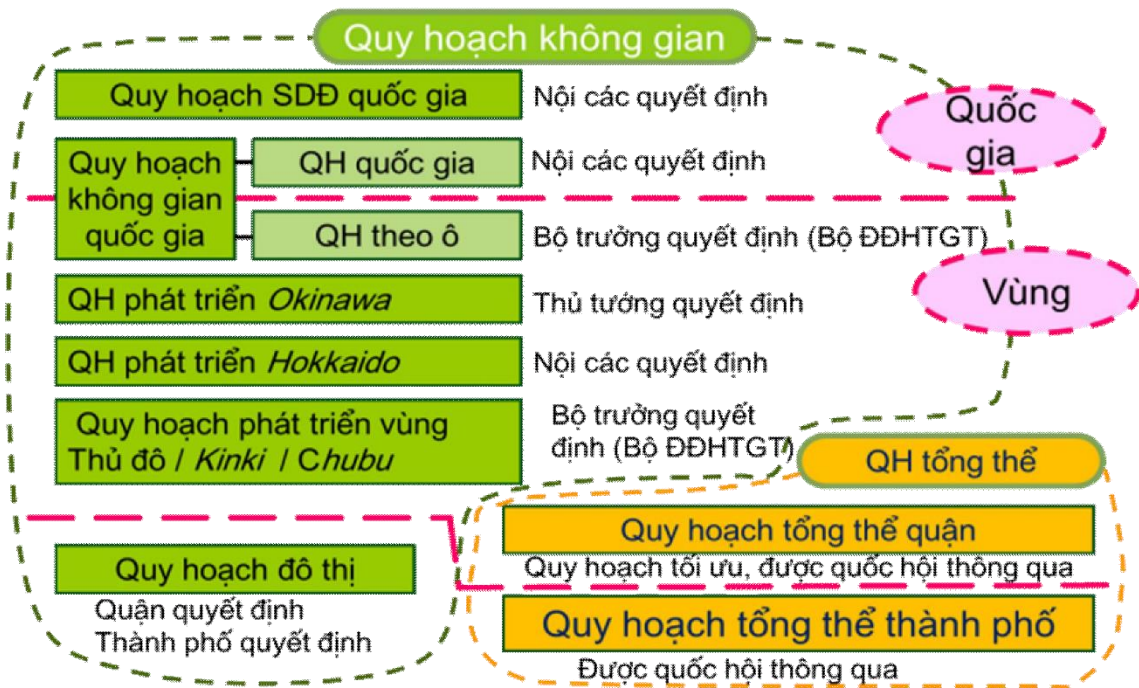 Quy hoạch không gian
Quy hoạch SDĐ quốc gia
Nội các quyết định
Quốc
gia
Quy hoạch
không gian
quốc gia
QH quốc gia
Nội các quyết định
QH theo ô
Bộ trưởng quyết định (Bộ ĐĐHTGT)
Vùng
QH phát triển Okinawa
Thủ tướng quyết định
QH phát triển Hokkaido
Nội các quyết định
Quy hoạch phát triển vùng
Thủ đô / Kinki / Chubu
Bộ trưởng quyết
định (Bộ ĐĐHTGT)
QH tổng thể
Quy hoạch tổng thể quận
Quy hoạch tối ưu, được quốc hội thông qua
Quy hoạch đô thị
Quận quyết định
Thành phố quyết định
Quy hoạch tổng thể thành phố
Được quốc hội thông qua